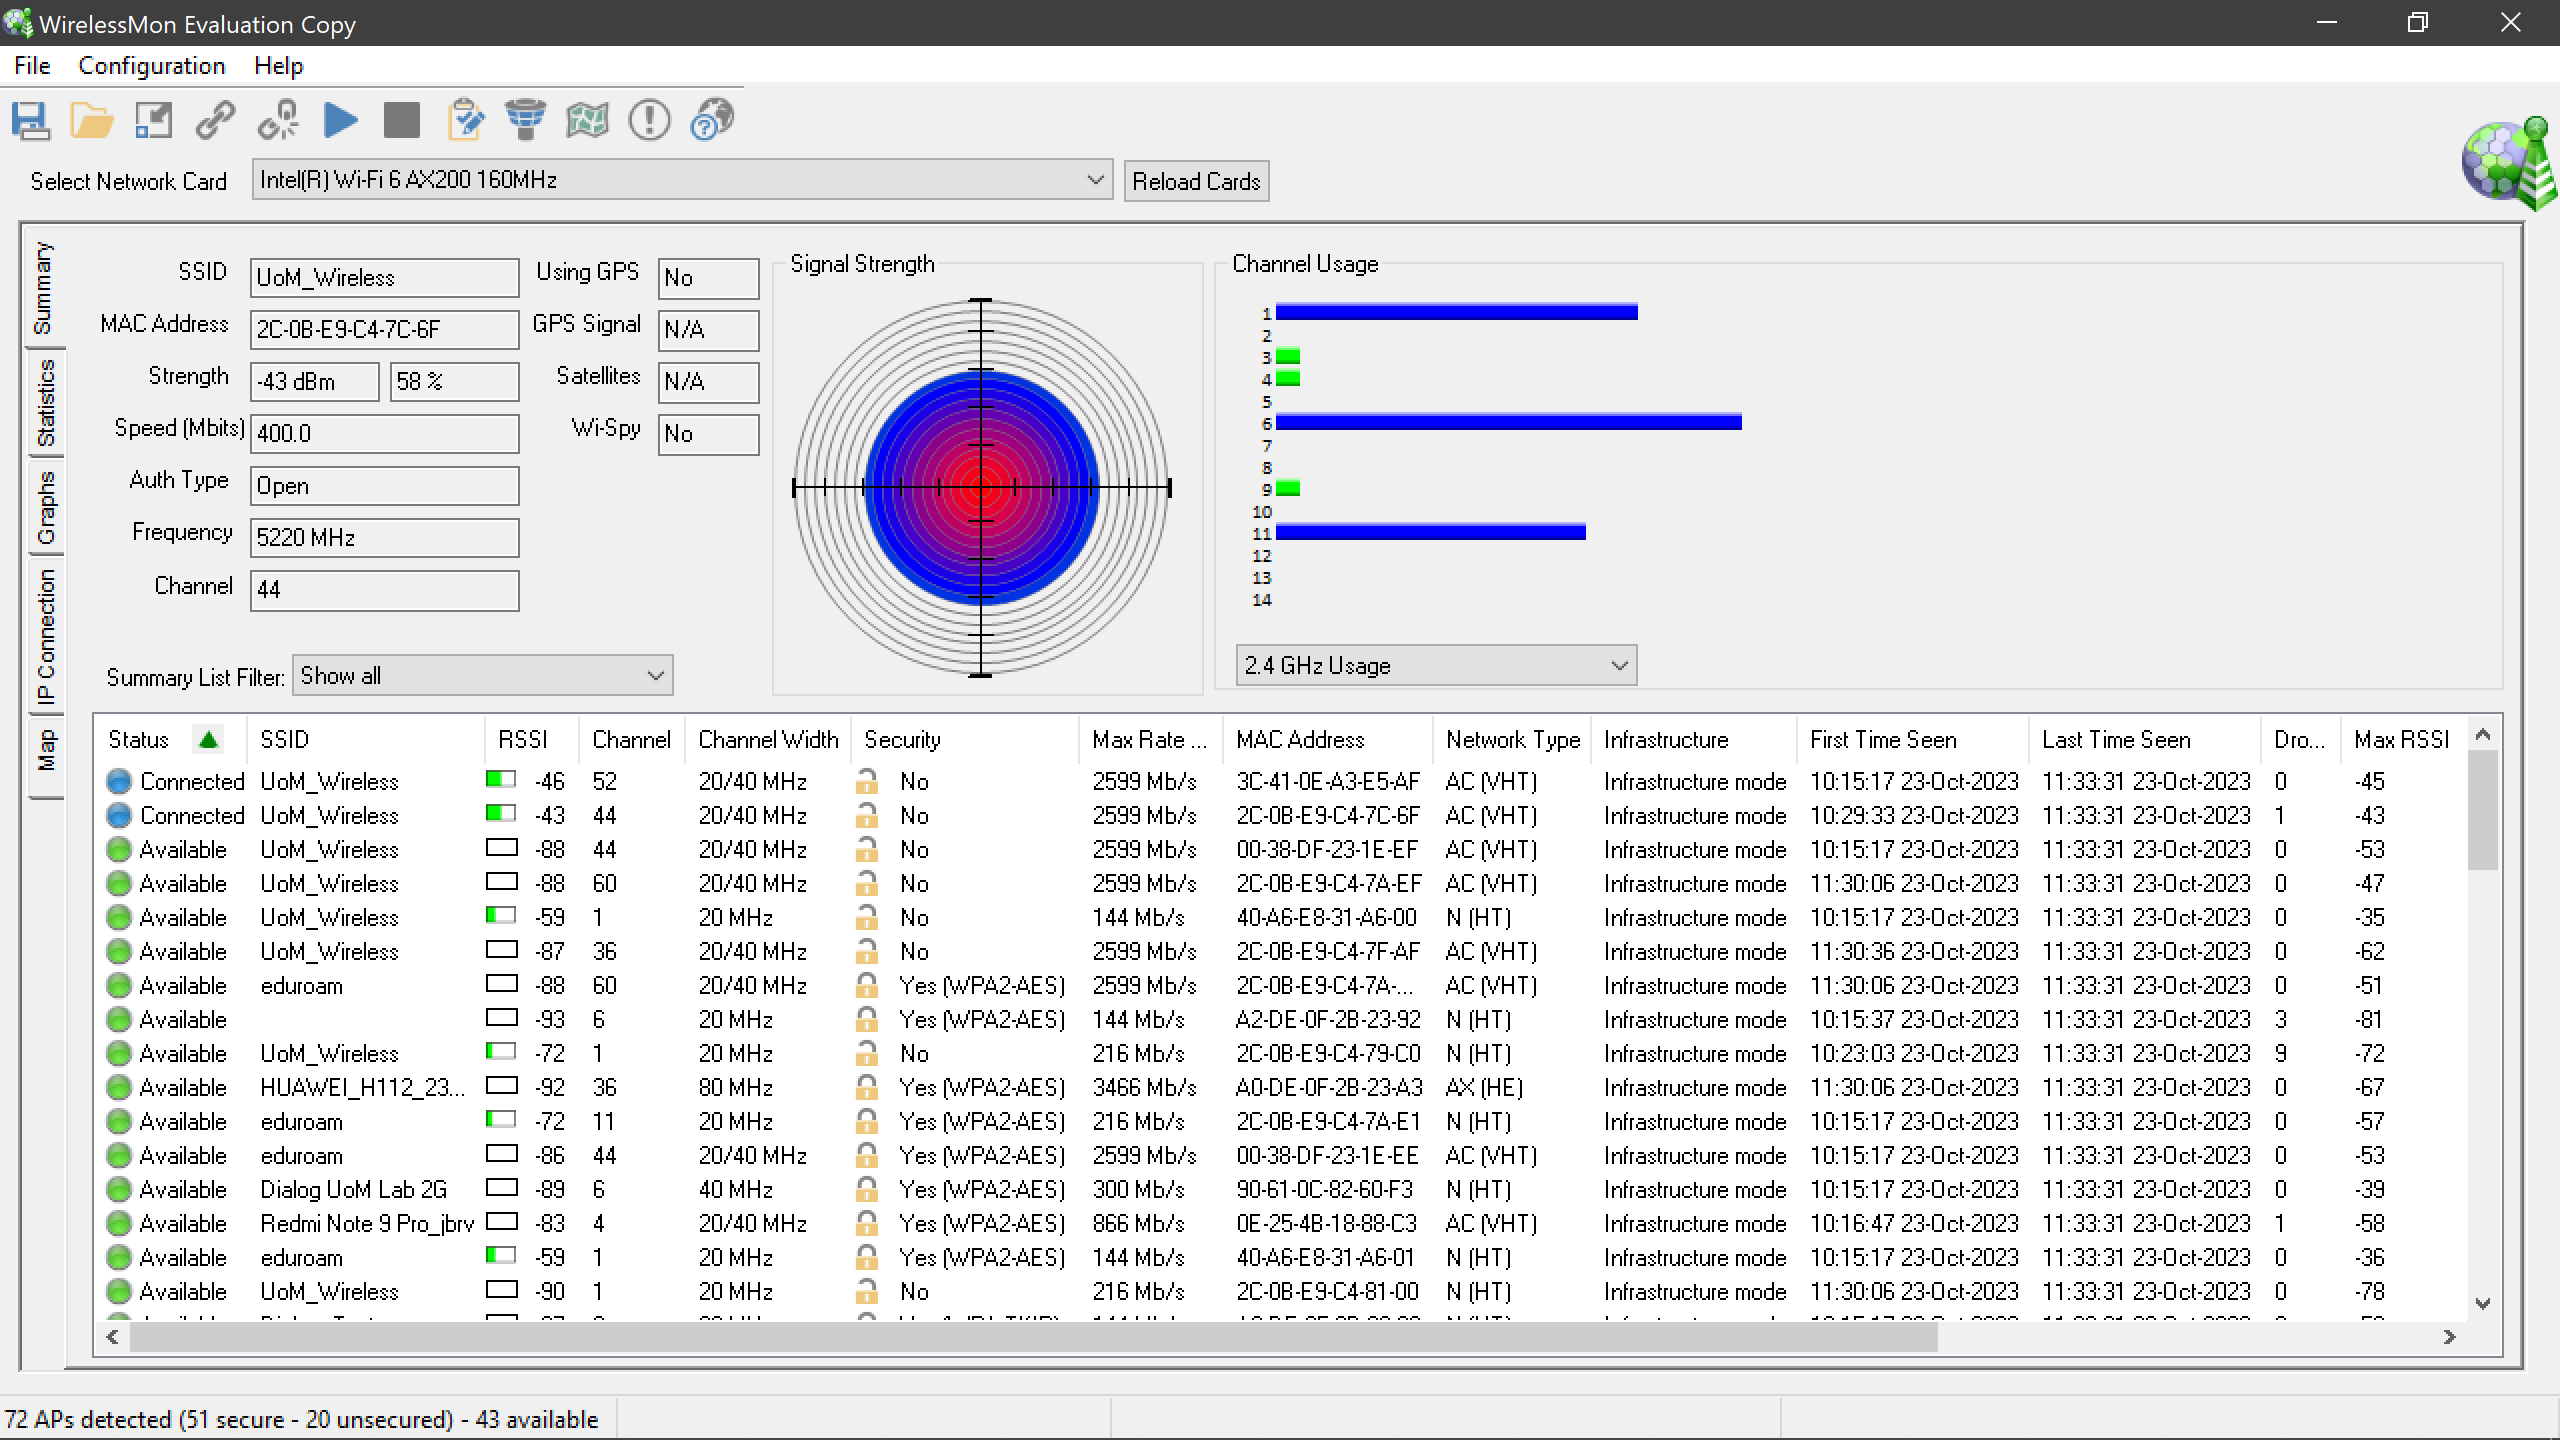 WirelessMon Evaluation Copy
File Configuration Help
Select Network Card Intel(R) Wi-Fi 6 AX200 160MHz Reload Cards
Summary
Statistics
Graphs
IP Connection
Map
SSID UoM_Wireless Using GPS No
MAC Address 2C-0B-E9-C4-7C-6F GPS Signal N/A
Strength -43 dBm 58 % Satellites N/A
Speed (Mbits) 400.0 Wi-Spy No
Auth Type Open
Frequency 5220 MHz
Channel 44
Summary List Filter: Show all
Signal Strength
Channel Usage
1
2
3
4
5
6
7
8
9
10
11
12
13
14
2.4 GHz Usage
Status SSID RSSI Channel Channel Width Security Max Rate ... MAC Address Network Type Infrastructure First Time Seen Last Time Seen Dro... Max RSSI
Connected UoM_Wireless -46 52 20/40 MHz No 2599 Mb/s 3C-41-0E-A3-E5-AF AC (VHT) Infrastructure mode 10:15:17 23-Oct-2023 11:33:31 23-Oct-2023 0 -45
Connected UoM_Wireless -43 44 20/40 MHz No 2599 Mb/s 2C-0B-E9-C4-7C-6F AC (VHT) Infrastructure mode 10:29:33 23-Oct-2023 11:33:31 23-Oct-2023 1 -43
Available UoM_Wireless -88 44 20/40 MHz No 2599 Mb/s 00-38-DF-23-1E-EF AC (VHT) Infrastructure mode 10:15:17 23-Oct-2023 11:33:31 23-Oct-2023 0 -53
Available UoM_Wireless -88 60 20/40 MHz No 2599 Mb/s 2C-0B-E9-C4-7A-EF AC (VHT) Infrastructure mode 11:30:06 23-Oct-2023 11:33:31 23-Oct-2023 0 -47
Available UoM_Wireless -59 1 20 MHz No 144 Mb/s 40-A6-E8-31-A6-00 N (HT) Infrastructure mode 10:15:17 23-Oct-2023 11:33:31 23-Oct-2023 0 -35
Available UoM_Wireless -87 36 20/40 MHz No 2599 Mb/s 2C-0B-E9-C4-7F-AF AC (VHT) Infrastructure mode 11:30:36 23-Oct-2023 11:33:31 23-Oct-2023 0 -62
Available eduroam -88 60 20/40 MHz Yes (WPA2-AES) 2599 Mb/s 2C-0B-E9-C4-7A-... AC (VHT) Infrastructure mode 11:30:06 23-Oct-2023 11:33:31 23-Oct-2023 0 -51
Available -93 6 20 MHz Yes (WPA2-AES) 144 Mb/s A2-DE-0F-2B-23-92 N (HT) Infrastructure mode 10:15:37 23-Oct-2023 11:33:31 23-Oct-2023 3 -81
Available UoM_Wireless -72 1 20 MHz No 216 Mb/s 2C-0B-E9-C4-79-C0 N (HT) Infrastructure mode 10:23:03 23-Oct-2023 11:33:31 23-Oct-2023 9 -72
Available HUAWEI_H112_23... -92 36 80 MHz Yes (WPA2-AES) 3466 Mb/s A0-DE-0F-2B-23-A3 AX (HE) Infrastructure mode 11:30:06 23-Oct-2023 11:33:31 23-Oct-2023 0 -67
Available eduroam -72 11 20 MHz Yes (WPA2-AES) 216 Mb/s 2C-0B-E9-C4-7A-E1 N (HT) Infrastructure mode 10:15:17 23-Oct-2023 11:33:31 23-Oct-2023 0 -57
Available eduroam -86 44 20/40 MHz Yes (WPA2-AES) 2599 Mb/s 00-38-DF-23-1E-EE AC (VHT) Infrastructure mode 10:15:17 23-Oct-2023 11:33:31 23-Oct-2023 0 -53
Available Dialog UoM Lab 2G -89 6 40 MHz Yes (WPA2-AES) 300 Mb/s 90-61-0C-82-60-F3 N (HT) Infrastructure mode 10:15:17 23-Oct-2023 11:33:31 23-Oct-2023 0 -39
Available Redmi Note 9 Pro_jbrv -83 4 20/40 MHz Yes (WPA2-AES) 866 Mb/s 0E-25-4B-18-88-C3 AC (VHT) Infrastructure mode 10:16:47 23-Oct-2023 11:33:31 23-Oct-2023 1 -58
Available eduroam -59 1 20 MHz Yes (WPA2-AES) 144 Mb/s 40-A6-E8-31-A6-01 N (HT) Infrastructure mode 10:15:17 23-Oct-2023 11:33:31 23-Oct-2023 0 -36
Available UoM_Wireless -90 1 20 MHz No 216 Mb/s 2C-0B-E9-C4-81-00 N (HT) Infrastructure mode 11:30:06 23-Oct-2023 11:33:31 23-Oct-2023 0 -78
72 APs detected (51 secure - 20 unsecured) - 43 available